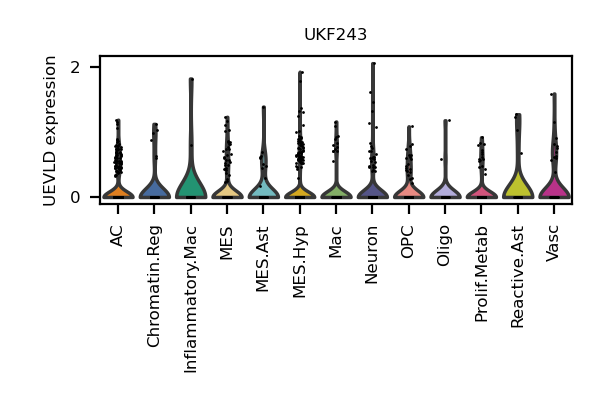 UKF243
UEVLD expression
2
0
AC
Chromatin.Reg
Inflammatory.Mac
MES
MES.Ast
MES.Hyp
Mac
Neuron
OPC
Oligo
Prolif.Metab
Reactive.Ast
Vasc